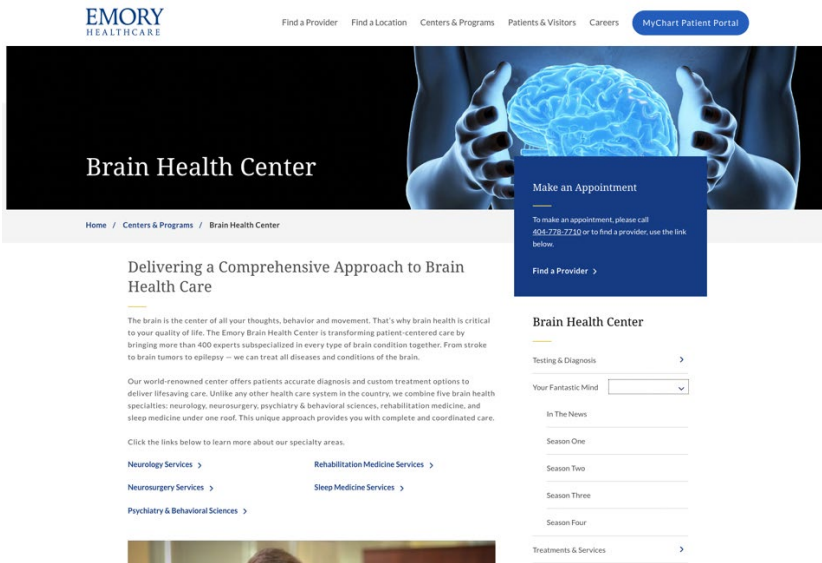 EMORY
HEALTHCARE
Find a Provider Find a Location Centers & Programs Patients & Visitors Careers MyChart Patient Portal
Brain Health Center
Make an Appointment
To make an appointment, please call
404-778-7710 or to find a provider, use the link
below.
Find a Provider >
Home / Centers & Programs / Brain Health Center
Delivering a Comprehensive Approach to Brain
Health Care
The brain is the center of all your thoughts, behavior and movement. That's why brain health is critical
to your quality of life. The Emory Brain Health Center is transforming patient-centered care by
bringing more than 400 experts subspecialized in every type of brain condition together. From stroke
to brain tumors to epilepsy — we can treat all diseases and conditions of the brain.
Our world-renowned center offers patients accurate diagnosis and custom treatment options to
deliver lifesaving care. Unlike any other health care system in the country, we combine five brain health
specialties: neurology, neurosurgery, psychiatry & behavioral sciences, rehabilitation medicine, and
sleep medicine under one roof. This unique approach provides you with complete and coordinated care.
Click the links below to learn more about our specialty areas.
Neurology Services >
Rehabilitation Medicine Services >
Neurosurgery Services >
Sleep Medicine Services >
Psychiatry & Behavioral Sciences >
Brain Health Center
Testing & Diagnosis >
Your Fantastic Mind
In The News
Season One
Season Two
Season Three
Season Four
Treatments & Services >